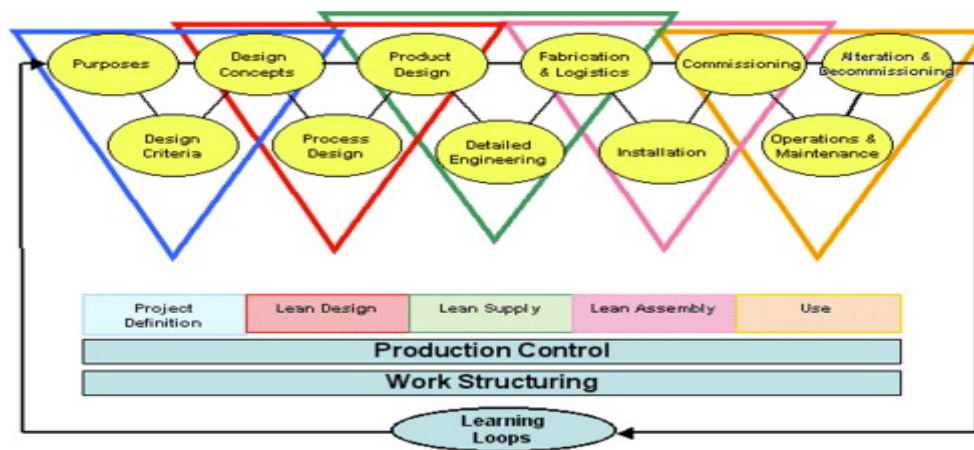 Purposes
Design
Concepts
Product
Design
Fabrication
& Logistics
Commissioning
Alteration &
Decommissioning
Design
Criteria
Process
Design
Detailed
Engineering
Installation
Operations &
Maintenance
Project
Definition
Lean Design
Lean Supply
Lean Assembly
Use
Production Control
Work Structuring
Learning
Loops